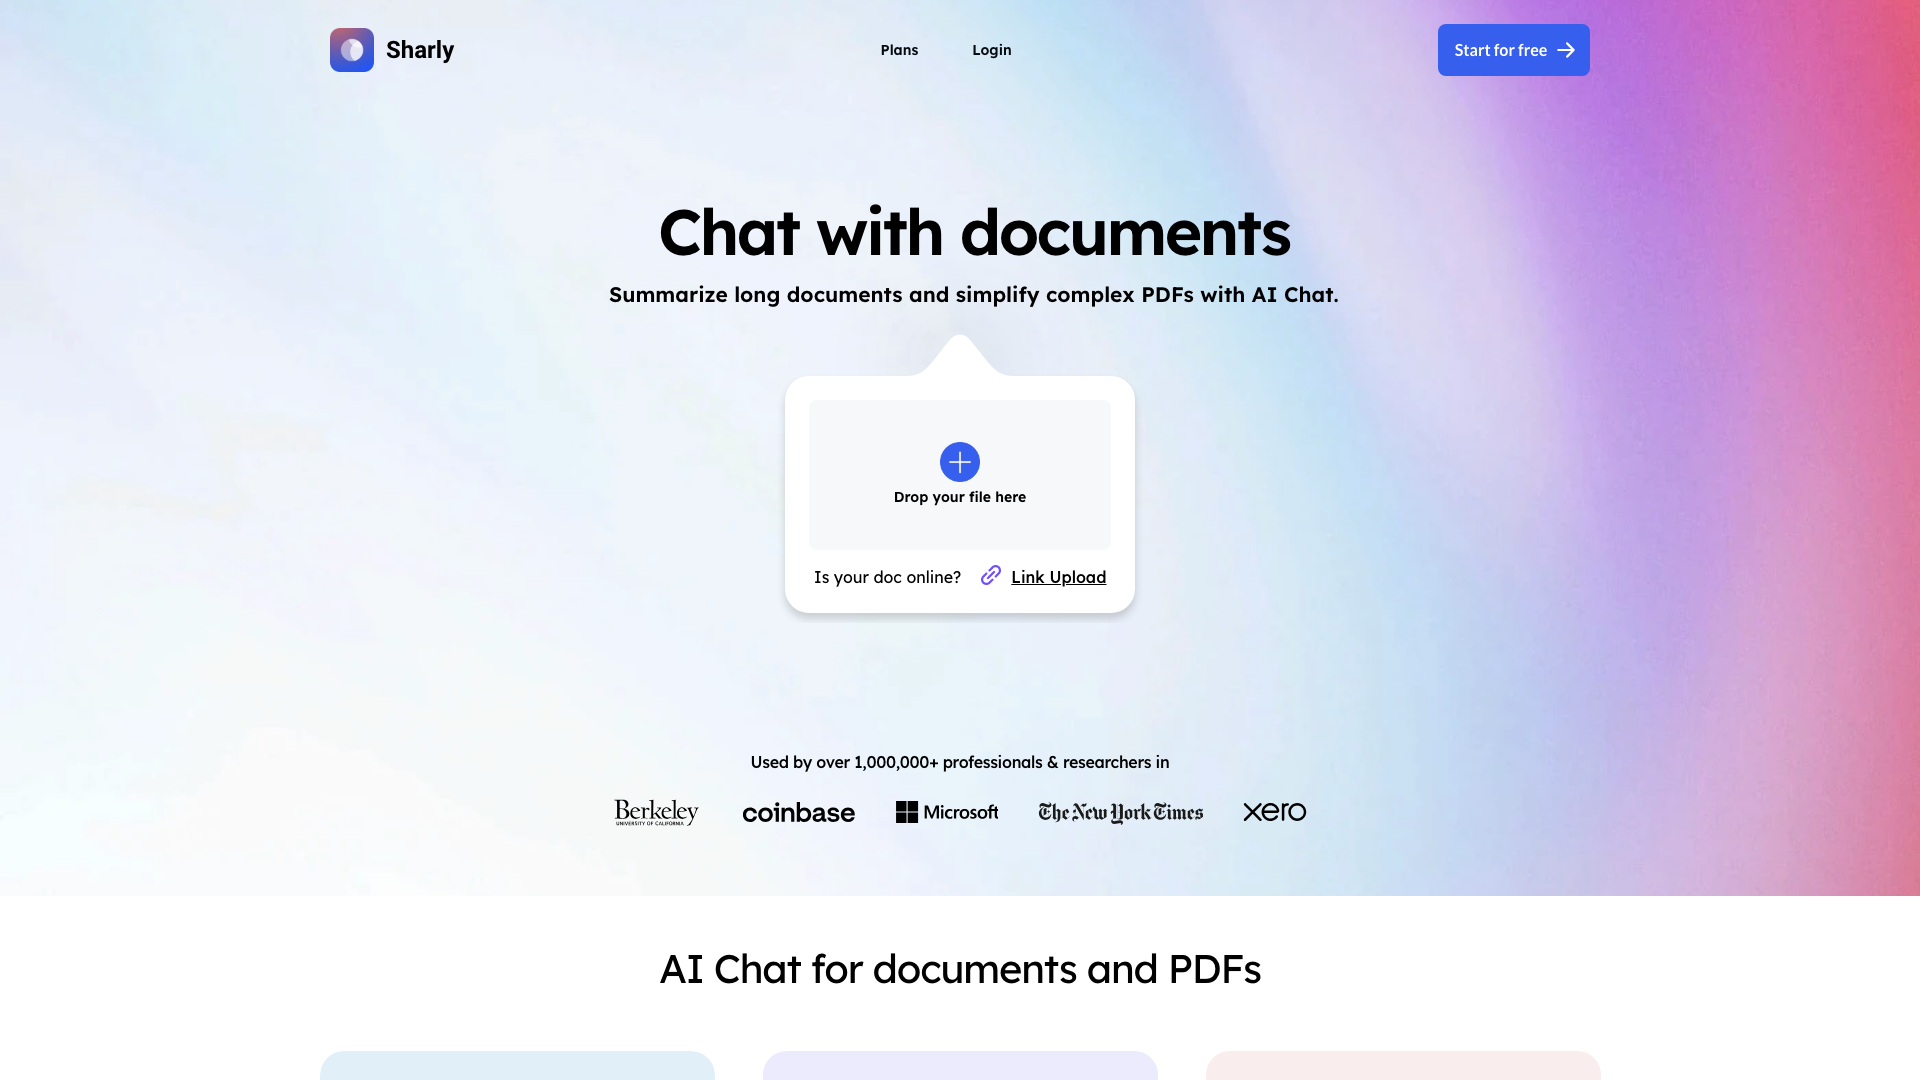 Sharly
Plans
Login
Start for free
Chat with documents
Summarize long documents and simplify complex PDFs with AI Chat.
Drop your file here
Is your doc online?
Link Upload
Used by over 1,000,000+ professionals & researchers in
Berkeley
UNIVERSITY OF CALIFORNIA
coinbase
Microsoft
The New York Times
xero
AI Chat for documents and PDFs